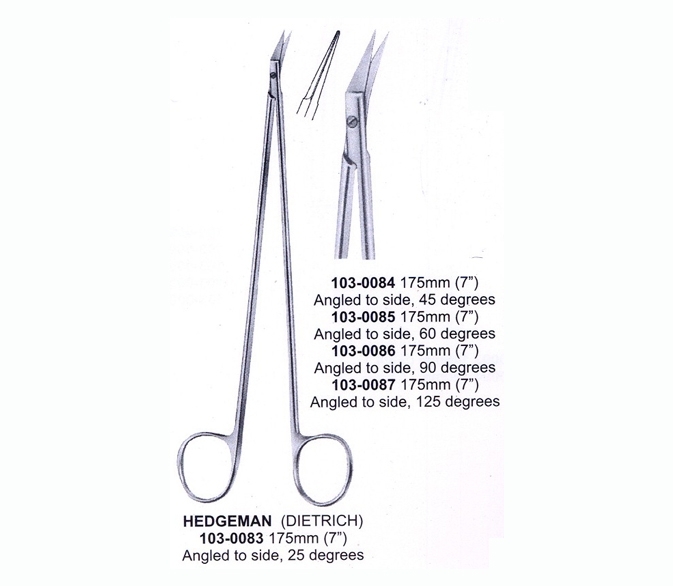 103-0084 175mm (7”)
Angled to side, 45 degrees
103-0085 175mm (7”)
Angled to side, 60 degrees
103-0086 175mm (7”)
Angled to side, 90 degrees
103-0087 175mm (7”)
Angled to side, 125 degrees
HEDGEMAN (DIETRICH)
103-0083 175mm (7”)
Angled to side, 25 degrees